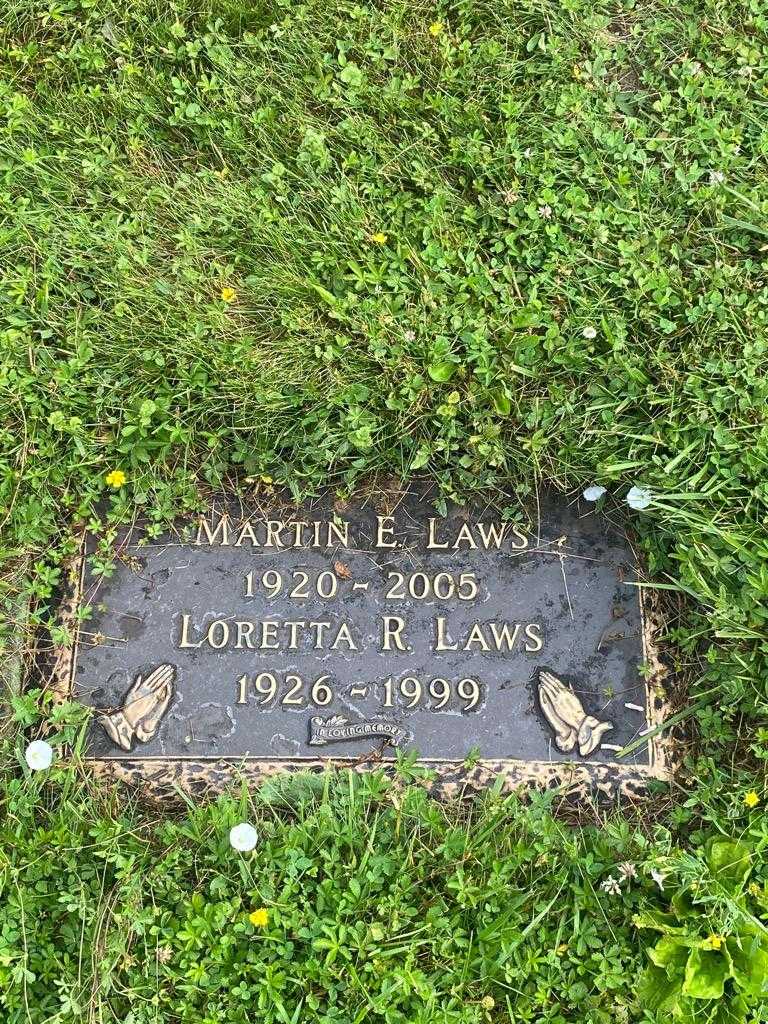 MARTIN E. LAWS
1920 - 2005
LORETTA R. LAWS
1926 - 1999
IN LOVING MEMORY